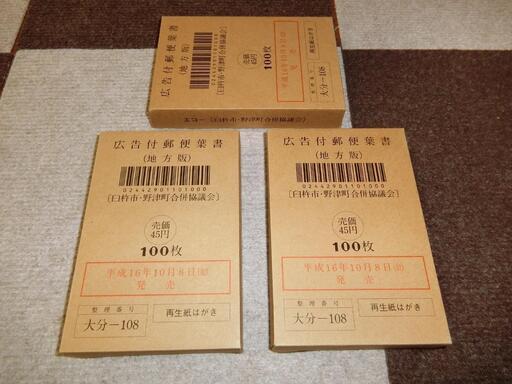 広告付郵便葉書
(地方版)
02442901101000
〔臼杵市・野津町合併協議会〕
売価
45円
100枚
平成16年10月8日(金)
発売
整理番号
大分-108
再生紙はがき
広告付郵便葉書
(地方版)
02442901101000
〔臼杵市・野津町合併協議会〕
売価
45円
100枚
平成16年10月8日(金)
発売
整理番号
大分-108
再生紙はがき
広告付郵便葉書
(地方版)
02442901101000
〔臼杵市・野津町合併協議会〕
売価
45円
100枚
平成16年10月8日(金)
発売
整理番号
大分-108
再生紙はがき